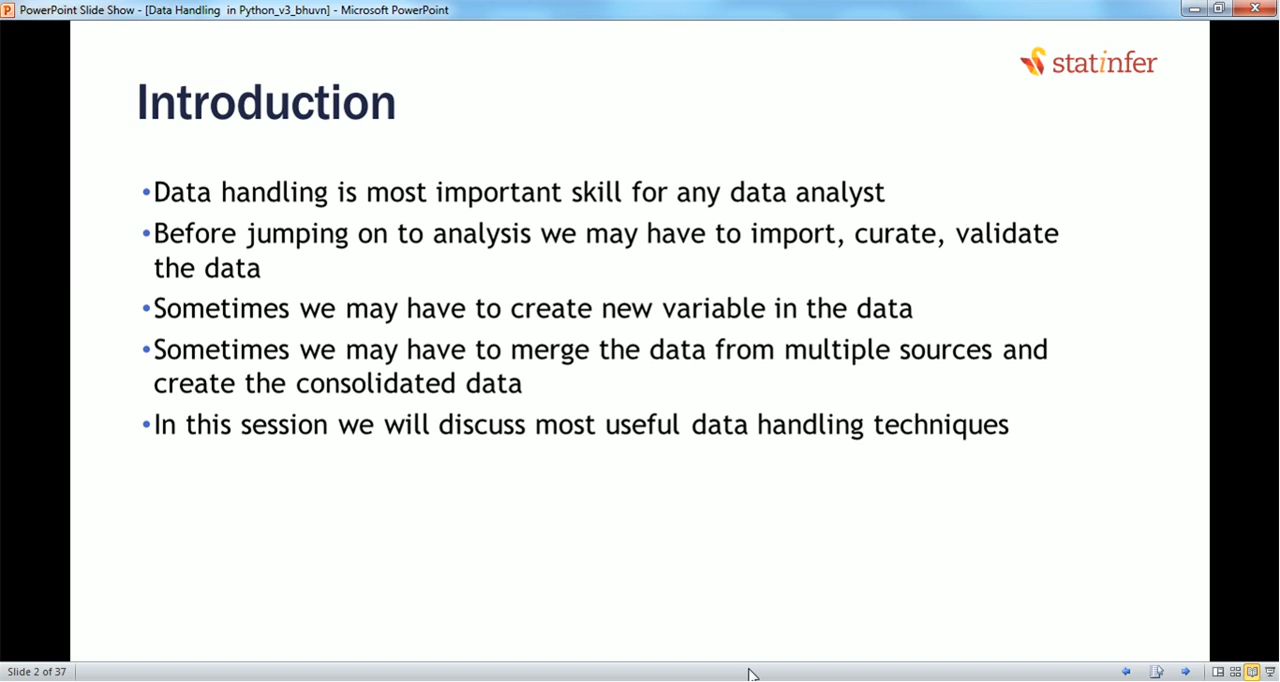 PowerPoint Slide Show - [Data Handling  in Python_v3_bhuvn] - Microsoft PowerPoint
statinfer
Introduction
•Data handling is most important skill for any data analyst
•Before jumping on to analysis we may have to import, curate, validate
the data
•Sometimes we may have to create new variable in the data
•Sometimes we may have to merge the data from multiple sources and
create the consolidated data
•In this session we will discuss most useful data handling techniques
Slide 2 of 37